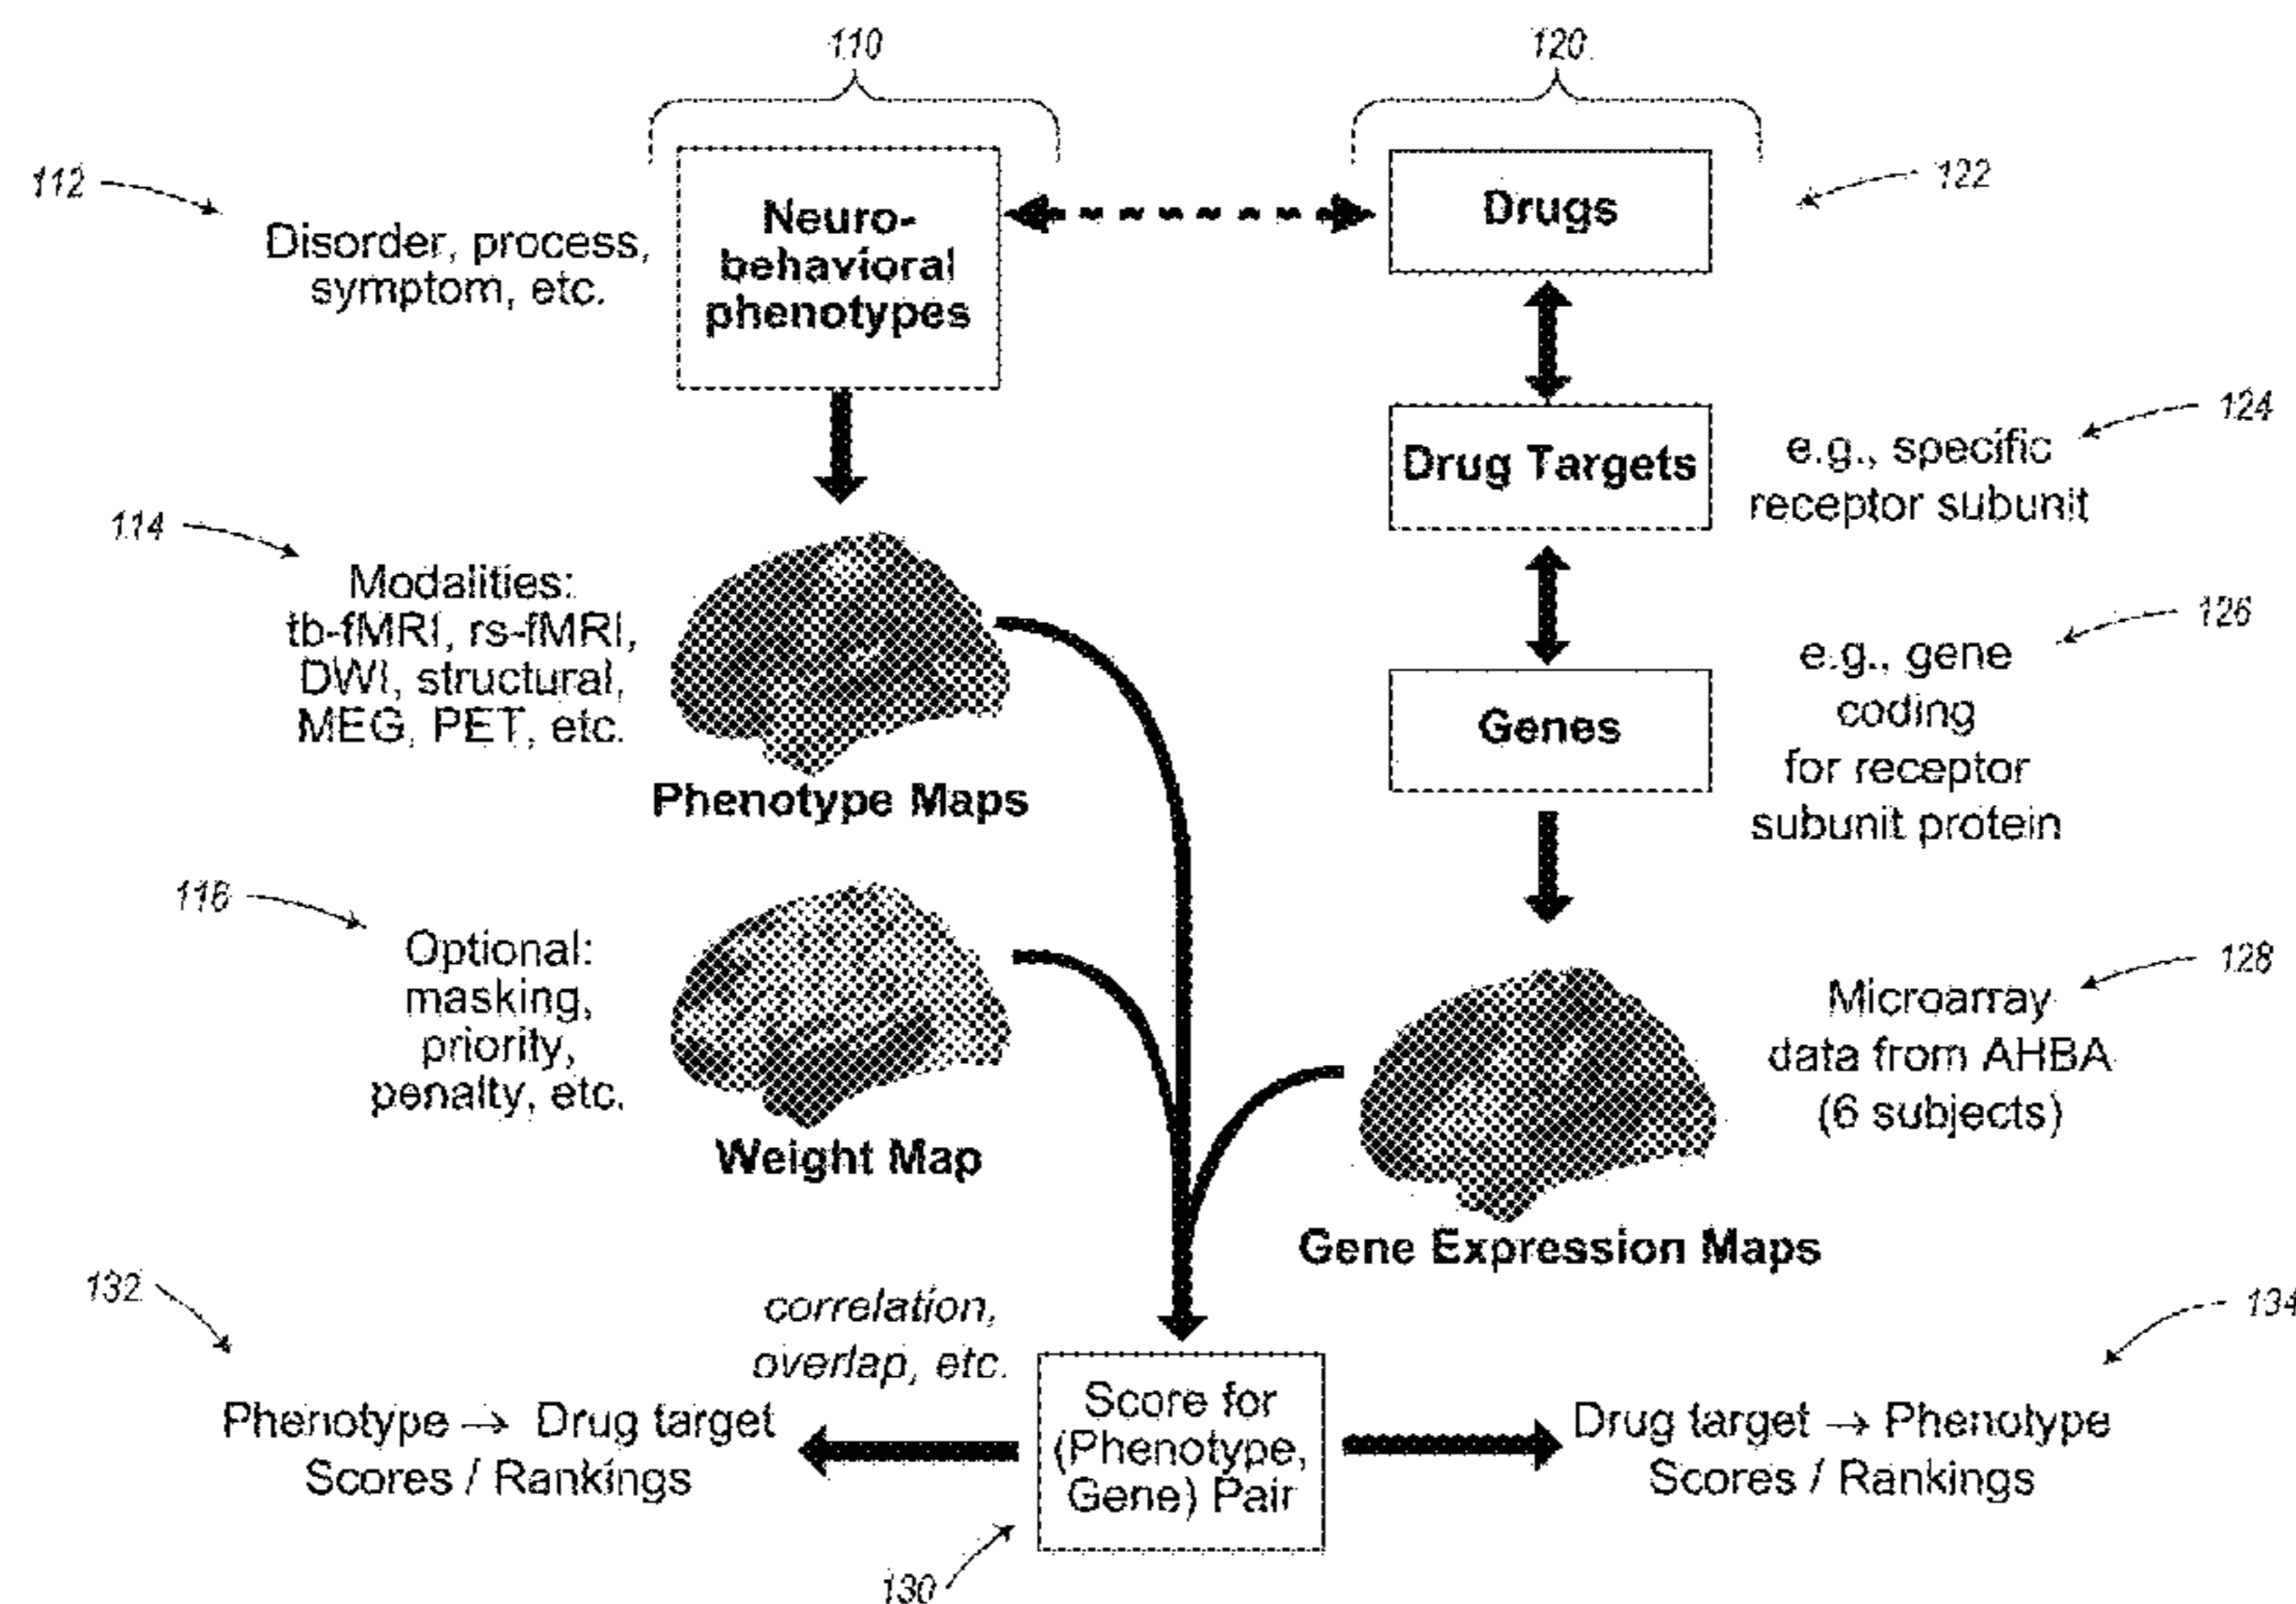 110
120
112
Disorder, process,
symptom, etc.
Neuro-
behavioral
phenotypes
Drugs
122
Drug Targets
e.g., specific
receptor subunit
124
114
Modalities:
tb-fMRI, rs-fMRI,
DWI, structural,
MEG, PET, etc.
Phenotype Maps
Genes
e.g., gene
coding
for receptor
subunit protein
126
116
Optional:
masking,
priority,
penalty, etc.
Weight Map
Gene Expression Maps
Microarray
data from AHBA
(6 subjects)
128
132
correlation,
overlap, etc.
Phenotype → Drug target
Scores / Rankings
Score for
(Phenotype,
Gene) Pair
130
Drug target → Phenotype
Scores / Rankings
134